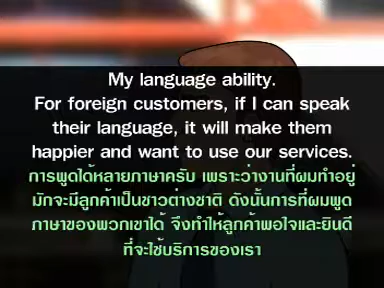 My language ability.
For foreign customers, if I can speak
their language, it will make them
happier and want to use our services.
การพูดได้หลายภาษาครับ เพราะว่างานที่ผมทำอยู่
มักจะมีลูกค้าเป็นชาวต่างชาติ ดังนั้นการที่ผมพูด
ภาษาของพวกเขาได้ จึงทำให้ลูกค้าพอใจและยินดี
ที่จะใช้บริการของเรา